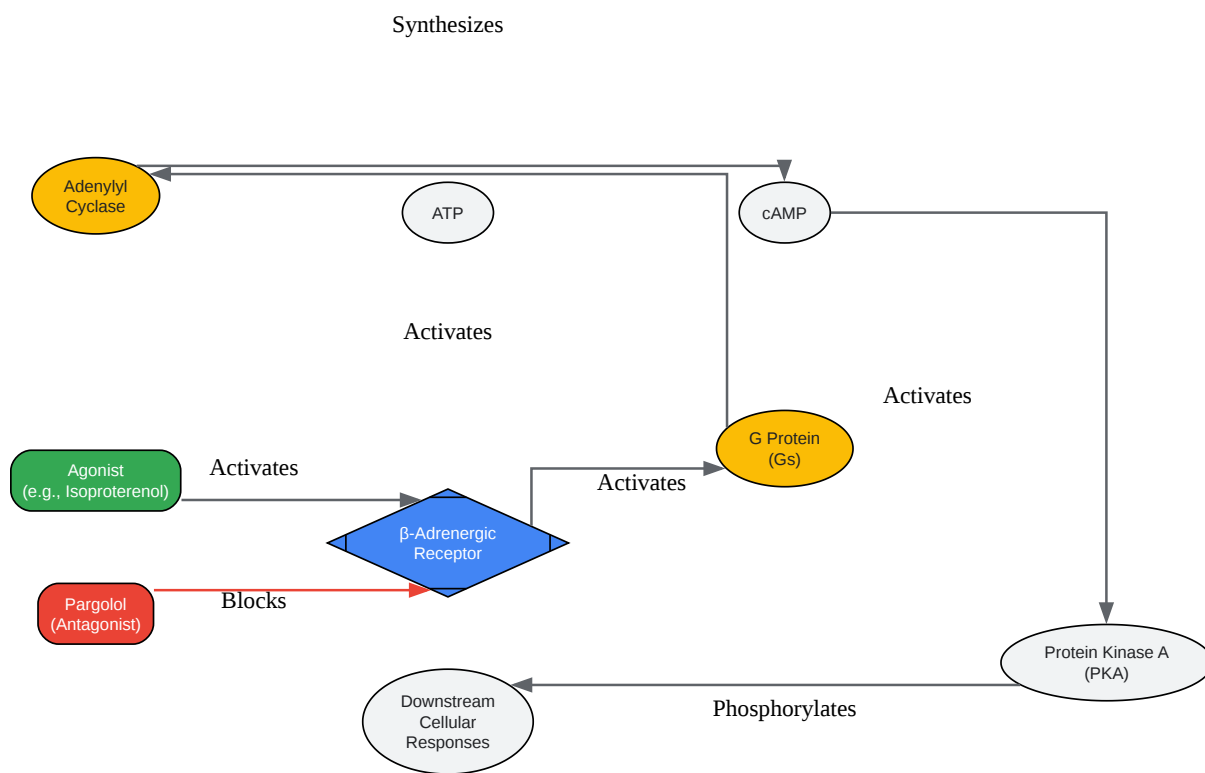 Synthesizes
Adenylyl
Cyclase
ATP
cAMP
Activates
Activates
G Protein
(Gs)
Agonist
(e.g., Isoproterenol)
Activates
Activates
β-Adrenergic
Receptor
Pargolol
(Antagonist)
Blocks
Protein Kinase A
(PKA)
Downstream
Cellular
Responses
Phosphorylates